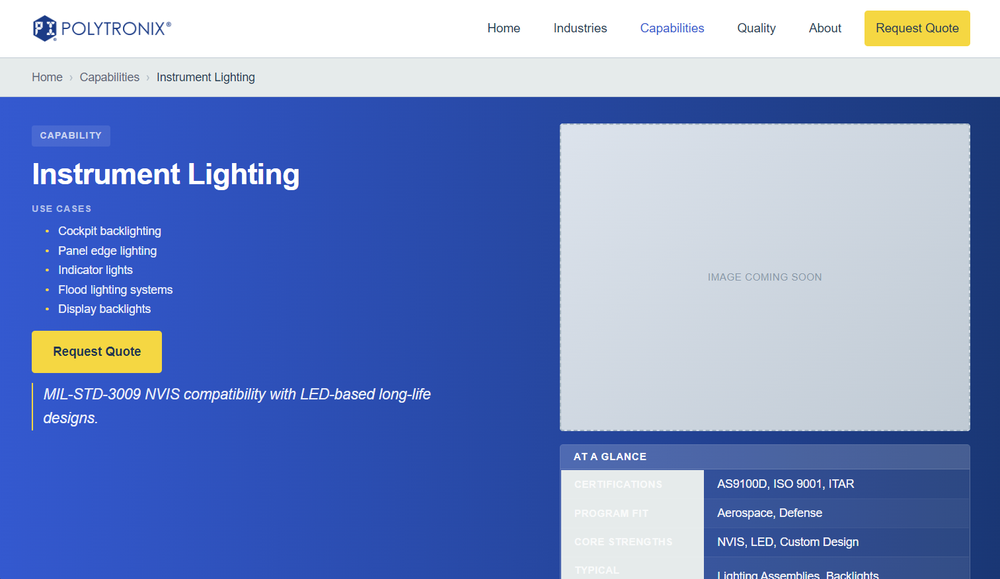 PI POLYTRONIX®
Home
Industries
Capabilities
Quality
About
Request Quote
Home › Capabilities › Instrument Lighting
CAPABILITY
Instrument Lighting
USE CASES
• Cockpit backlighting
• Panel edge lighting
• Indicator lights
• Flood lighting systems
• Display backlights
Request Quote
MIL-STD-3009 NVIS compatibility with LED-based long-life
designs.
IMAGE COMING SOON
AT A GLANCE
CERTIFICATIONS AS9100D, ISO 9001, ITAR
PROGRAM FIT Aerospace, Defense
CORE STRENGTHS NVIS, LED, Custom Design
TYPICAL
Lighting Assemblies, Backlights